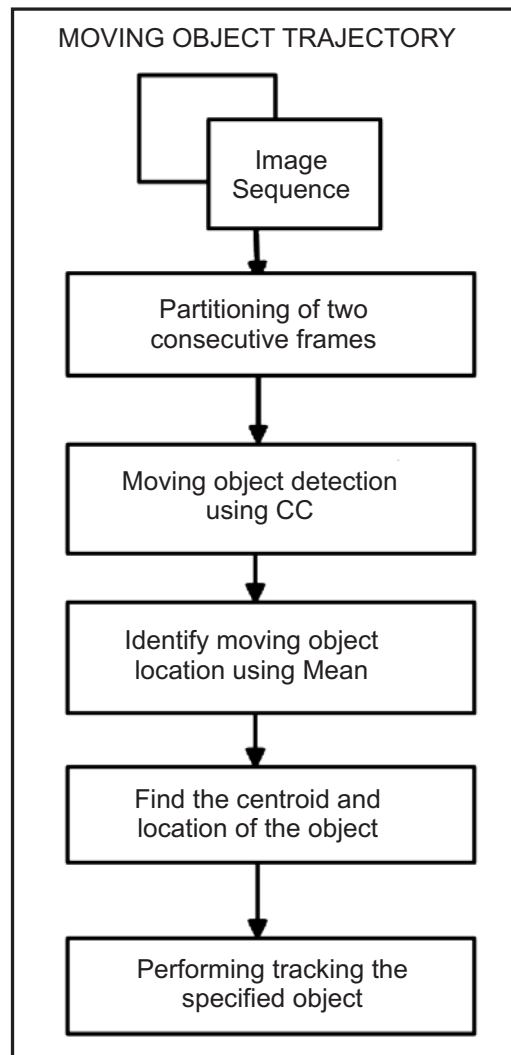 MOVING OBJECT TRAJECTORY
Image
Sequence
Partitioning of two
consecutive frames
Moving object detection
using CC
Identify moving object
location using Mean
Find the centroid and
location of the object
Performing tracking the
specified object